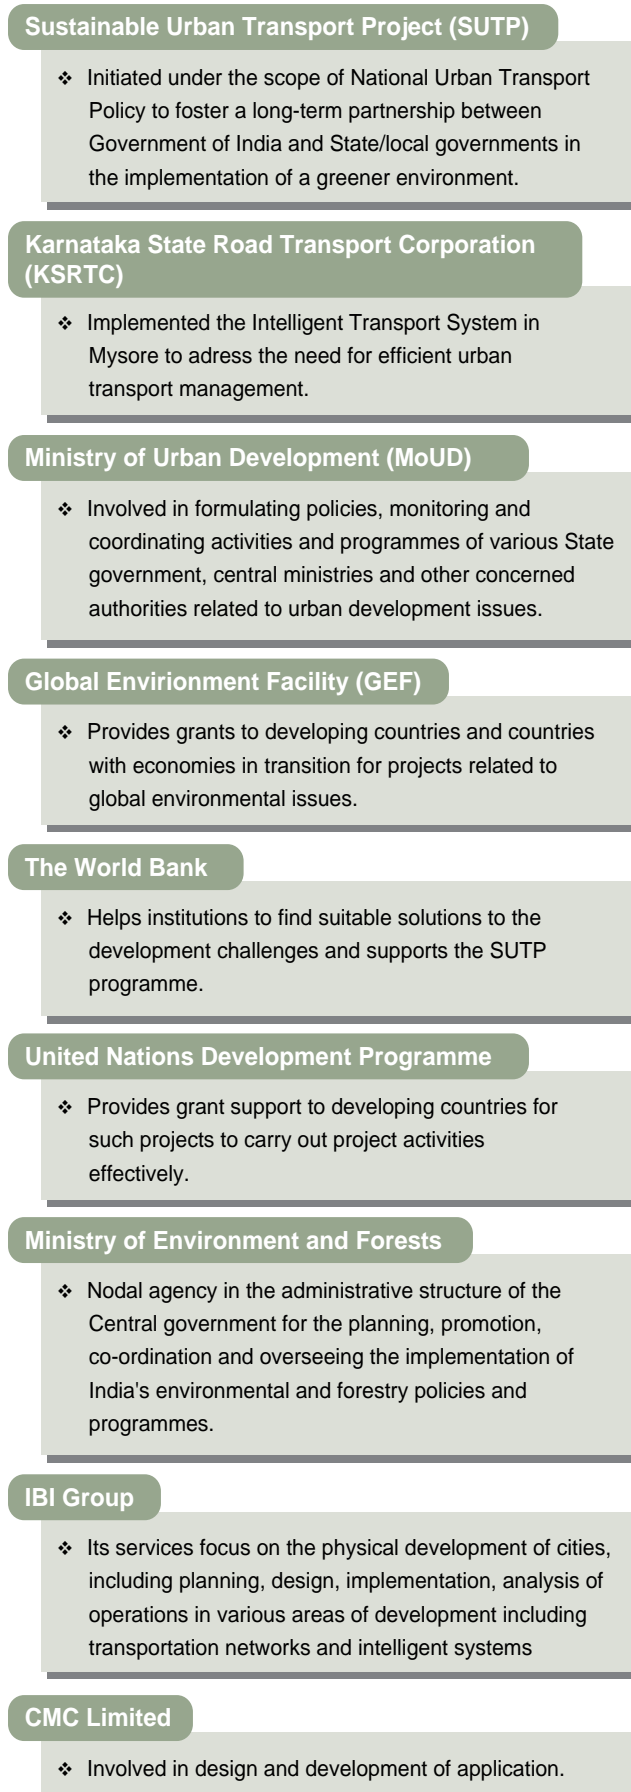 Sustainable Urban Transport Project (SUTP)
❖ Initiated under the scope of National Urban Transport
Policy to foster a long-term partnership between
Government of India and State/local governments in
the implementation of a greener environment.
Karnataka State Road Transport Corporation
(KSRTC)
❖ Implemented the Intelligent Transport System in
Mysore to adress the need for efficient urban
transport management.
Ministry of Urban Development (MoUD)
❖ Involved in formulating policies, monitoring and
coordinating activities and programmes of various State
government, central ministries and other concerned
authorities related to urban development issues.
Global Envirionment Facility (GEF)
❖ Provides grants to developing countries and countries
with economies in transition for projects related to
global environmental issues.
The World Bank
❖ Helps institutions to find suitable solutions to the
development challenges and supports the SUTP
programme.
United Nations Development Programme
❖ Provides grant support to developing countries for
such projects to carry out project activities
effectively.
Ministry of Environment and Forests
❖ Nodal agency in the administrative structure of the
Central government for the planning, promotion,
co-ordination and overseeing the implementation of
India's environmental and forestry policies and
programmes.
IBI Group
❖ Its services focus on the physical development of cities,
including planning, design, implementation, analysis of
operations in various areas of development including
transportation networks and intelligent systems
CMC Limited
❖ Involved in design and development of application.